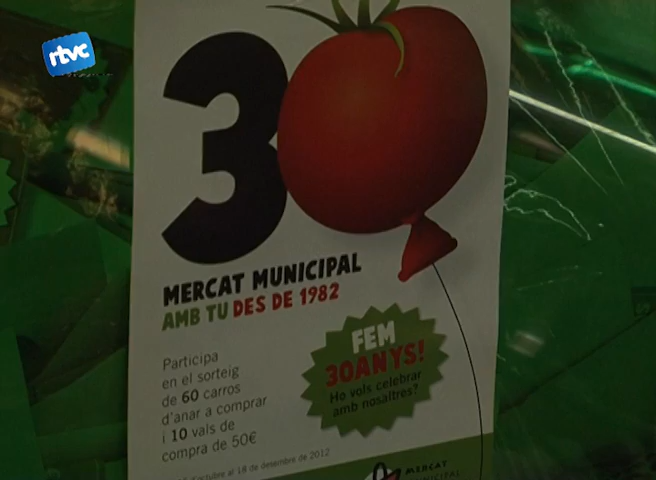 rtvc
30
MERCAT MUNICIPAL
AMB TU DES DE 1982
FEM
30ANYS!
Ho vols celebrar
amb nosaltres?
Participa
en el sorteig
de 60 carros
d'anar a comprar
i 10 vals de
compra de 50€
d'octubre al 18 de desembre de 2012
MERCAT
MUNICIPAL